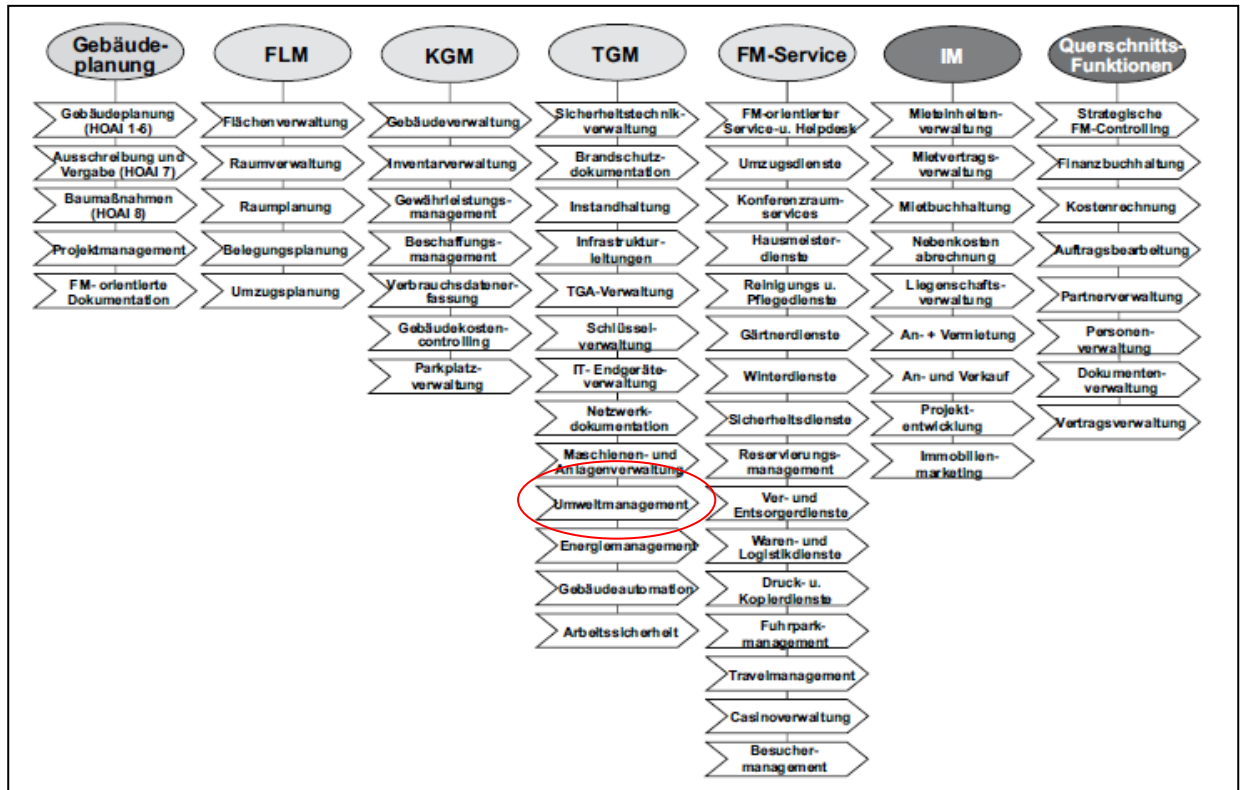 Gebäude-
planung
FLM
KGM
TGM
FM-Service
IM
Querschnitts-
Funktionen
Gebäudeplanung
(HOAI 1-6)
Ausschreibung und
Vergabe (HOAI 7)
Baumaßnahmen
(HOAI 8)
Projektmanagement
FM- orientierte
Dokumentation
Flächenverwaltung
Raumverwaltung
Raumplanung
Belegungsplanung
Umzugsplanung
Gebäudeverwaltung
Inventarverwaltung
Gewährleistungs-
management
Beschaffungs-
management
Verbrauchsdatener-
fassung
Gebäudekosten-
controlling
Parkplatz-
verwaltung
Sicherheitstechnik-
verwaltung
Brandschutz-
dokumentation
Instandhaltung
Infrastruktur-
leitungen
TGA-Verwaltung
Schlüssel-
verwaltung
IT- Endgeräte-
verwaltung
Netzwerk-
dokumentation
Maschienen- und
Anlagenverwaltung
Umweltmanagement
Energiemanagement
Gebäudeautomation
Arbeitssicherheit
FM-orientierter
Service-u. Helpdesk
Umzugsdienste
Konferenzraum-
services
Hausmeister-
dienste
Reinigungs u.
Pflegedienste
Gärtnerdienste
Winterdienste
Sicherheitsdienste
Reservierungs-
management
Ver- und
Entsorgerdienste
Waren- und
Logistikdienste
Druck- u.
Kopierdienste
Fuhrpark-
management
Travelmanagement
Casinoverwaltung
Besucher-
management
Mieteinheiten-
verwaltung
Mietvertrags-
verwaltung
Mietbuchhaltung
Nebenkosten
abrechnung
Liegenschafts-
verwaltung
An- + Vermietung
An- und Verkauf
Projekt-
entwicklung
Immobilien-
marketing
Strategische
FM-Controlling
Finanzbuchhaltung
Kostenrechnung
Auftragsbearbeitung
Partnerverwaltung
Personen-
verwaltung
Dokumenten-
verwaltung
Vertragsverwaltung